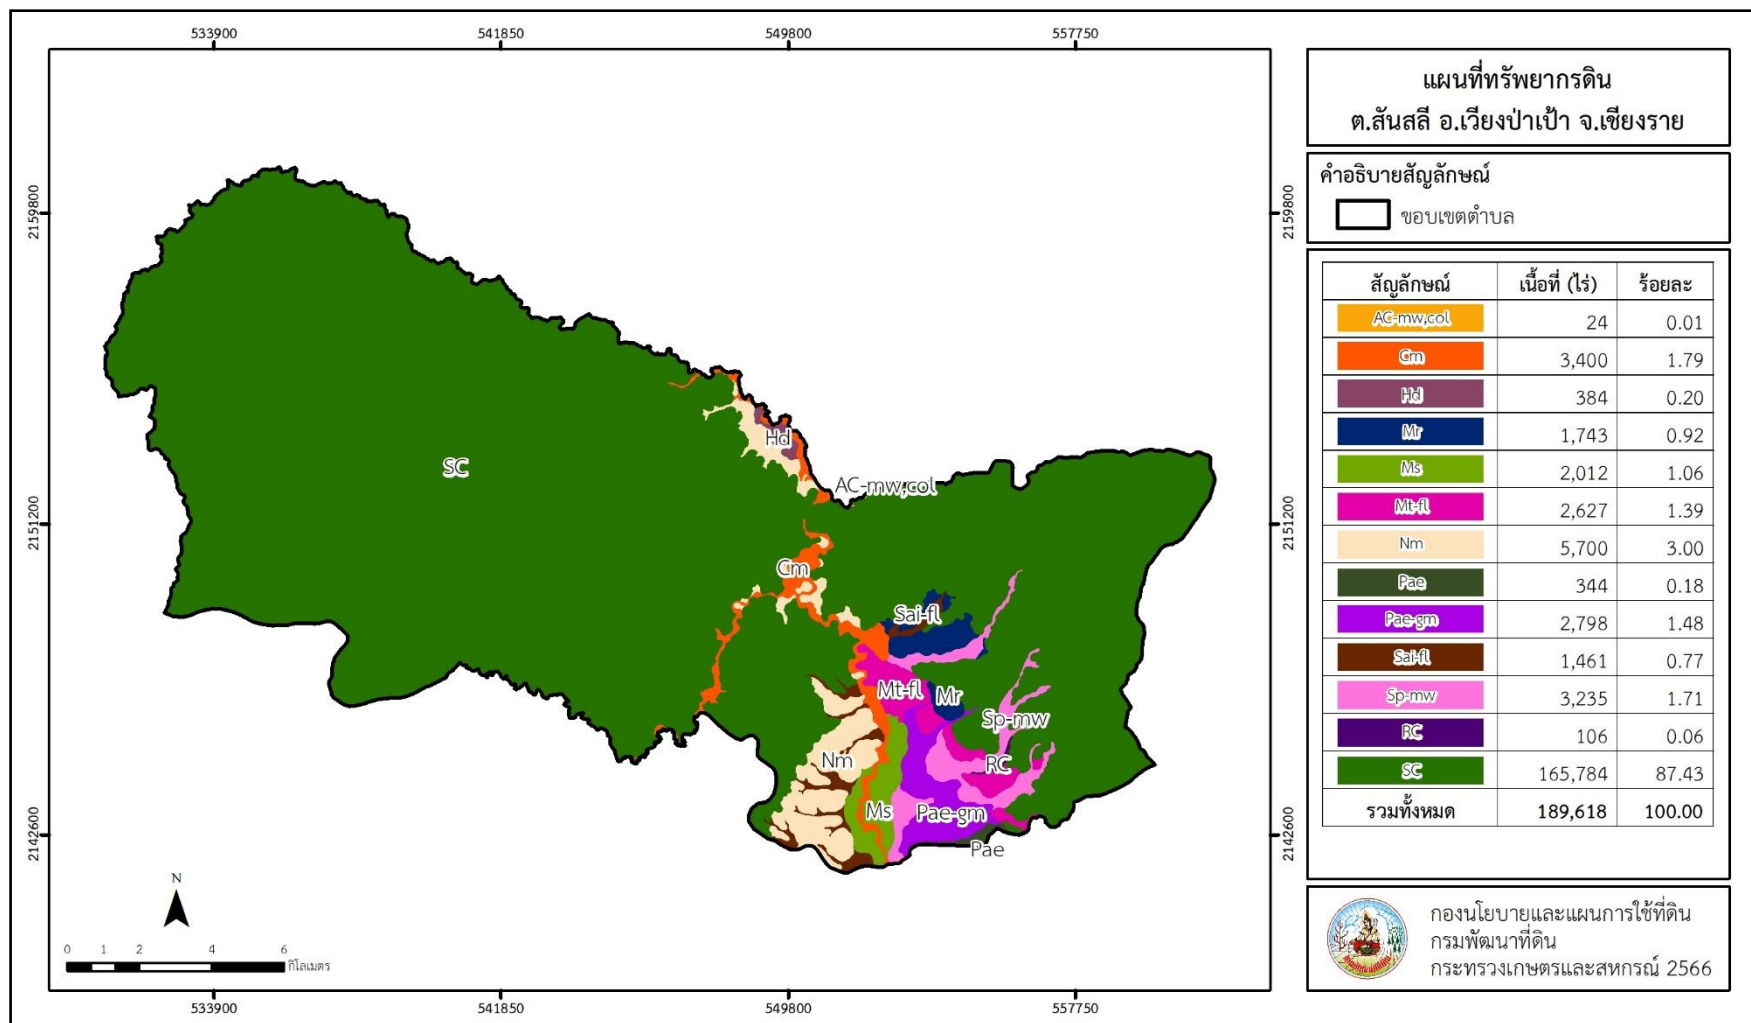 533900 541850 549800 557750
2159800 2159800
2151200 2151200
2142600 2142600
SC
Hd
AC-mw,col
Cm
Sai-fl
Mt-fl
Mr
Sp-mw
Nm
RC
Ms
Pae-gm
Pae
N
0 1 2 4 6
กิโลเมตร
533900 541850 549800 557750
แผนที่ทรัพยากรดิน
ต.สันสลี อ.เวียงป่าเป้า จ.เชียงราย
คำอธิบายสัญลักษณ์
ขอบเขตตำบล
สัญลักษณ์ เนื้อที่ (ไร่) ร้อยละ
AC-mw,col 24 0.01
Cm 3,400 1.79
Hd 384 0.20
Mr 1,743 0.92
Ms 2,012 1.06
Mt-fl 2,627 1.39
Nm 5,700 3.00
Pae 344 0.18
Pae-gm 2,798 1.48
Sai-fl 1,461 0.77
Sp-mw 3,235 1.71
RC 106 0.06
SC 165,784 87.43
รวมทั้งหมด 189,618 100.00
กองนโยบายและแผนการใช้ที่ดิน
กรมพัฒนาที่ดิน
กระทรวงเกษตรและสหกรณ์ 2566